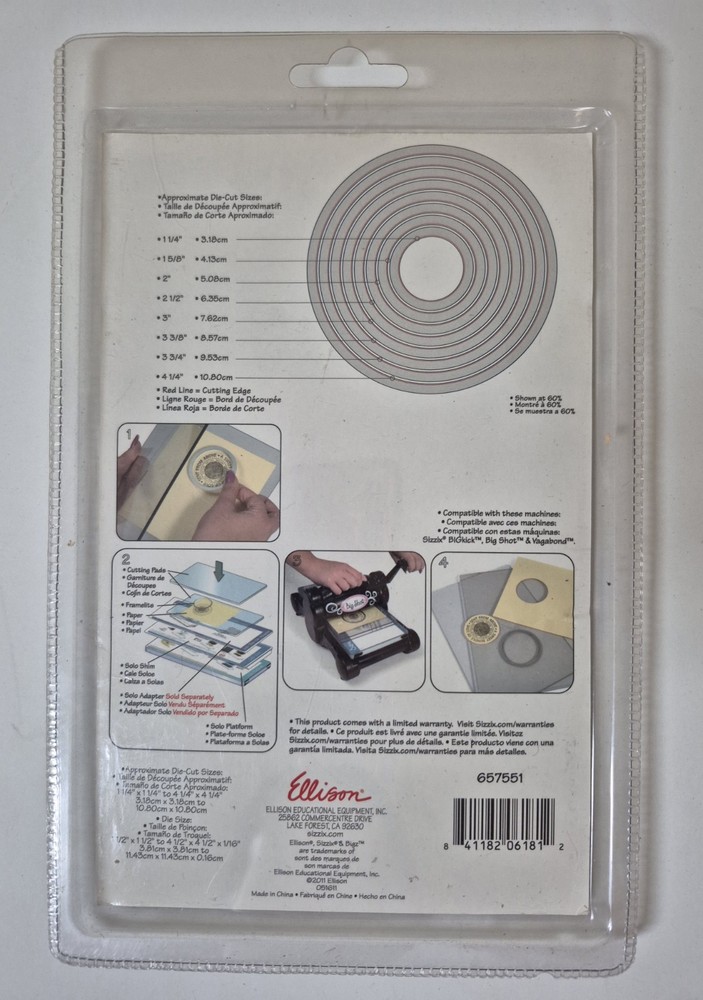 •Approximate Die-Cut Sizes:
• Taille de Découpée Approximatif:
• Tamaño de Corte Aproximado:
• 1 1/4" • 3.18cm
• 1 5/8" • 4.13cm
• 2" • 5.08cm
• 2 1/2" • 6.35cm
• 3" • 7.62cm
• 3 3/8" • 8.57cm
• 3 3/4" • 9.53cm
• 4 1/4" • 10.80cm
• Red Line = Cutting Edge
• Ligne Rouge = Bord de Découpée
• Línea Roja = Borde de Corte
• Shown at 60%
• Montré à 60%
• Se muestra a 60%
1
• Compatible with these machines:
• Compatible avec ces machines:
• Compatible con estas máquinas:
Sizzix® BIGkick™, Big Shot™ & Vagabond™.
2
• Cutting Pads
• Garniture de
Découpes
• Cojín de Cortes
• Framelits
• Paper
• Papier
• Papel
• Solo Shim
• Cale Soloe
• Calza a Solas
• Solo Adapter Sold Separately
• Adapteur Solo Vendu Séparément
• Adaptador Solo Vendido por Separado
• Solo Platform
• Plate-forme Soloe
• Plataforma a Solas
Big Shot
4
• This product comes with a limited warranty. Visit Sizzix.com/warranties
for details. • Ce produit est livré avec une garantie limitée. Visitez
Sizzix.com/warranties pour plus de détails. • Este producto viene con una
garantía limitada. Visita Sizzix.com/warranties para más detalles.
•Approximate Die-Cut Sizes:
• Taille de Découpée Approximatif:
• Tamaño de Corte Aproximado:
1 1/4" x 1 1/4" to 4 1/4" x 4 1/4"
3.18cm x 3.18cm to
10.80cm x 10.80cm
• Die Size:
• Taille de Poinçon:
• Tamaño de Troquel:
1/2" x 1 1/2" to 4 1/2" x 4 1/2" x 1/16"
3.81cm x 3.81cm to
11.43cm x 11.43cm x 0.16cm
Ellison®
ELLISON EDUCATIONAL EQUIPMENT, INC.
25862 COMMERCENTRE DRIVE
LAKE FOREST, CA 92630
sizzix.com
Ellison®, Sizzix® & Bigz™
are trademarks of
sont des marques de
son marcas de
Ellison Educational Equipment, Inc.
©2011 Ellison
051611
Made in China • Fabriqué en Chine • Hecho en China
657551
8 41182 06181 2